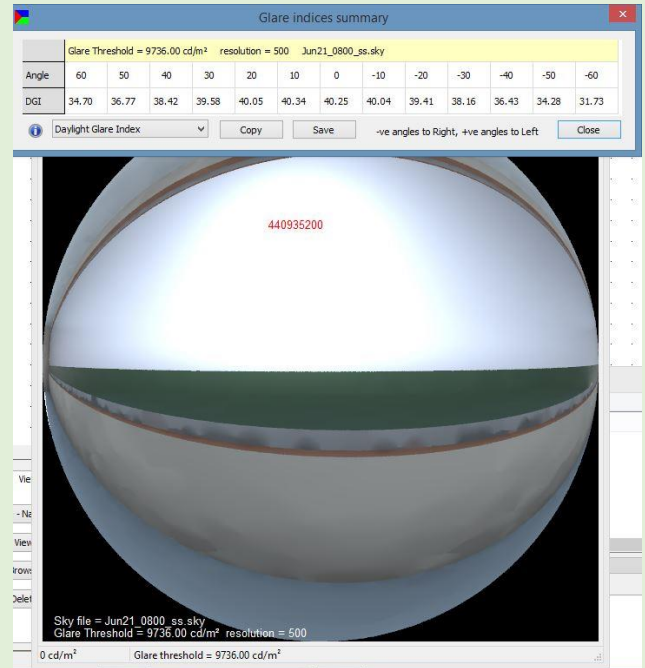 Glare indices summary
Glare Threshold = 9736.00 cd/m² resolution = 500 Jun21_0800_ss.sky
Angle 60 50 40 30 20 10 0 -10 -20 -30 -40 -50 -60
DGI 34.70 36.77 38.42 39.58 40.05 40.34 40.25 40.04 39.41 38.16 36.43 34.28 31.73
Daylight Glare Index Copy Save -ve angles to Right, +ve angles to Left Close
440935200
Vie
- Na
View
Delet
Sky file = Jun21_0800_ss.sky
Glare Threshold = 9736.00 cd/m² resolution = 500
0 cd/m² Glare threshold = 9736.00 cd/m²